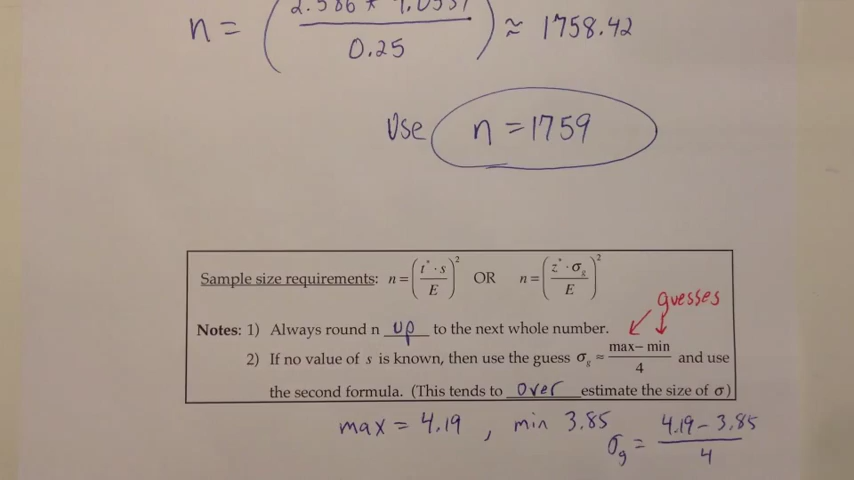 n = ( / 0.25 ) ≈ 1758.42
Use n = 1759
Sample size requirements: n = (t* · s / E)² OR n = (z* · σg / E)²
guesses
Notes: 1) Always round n up to the next whole number.
2) If no value of s is known, then use the guess σg ≈ max – min / 4 and use
the second formula. (This tends to over estimate the size of σ)
max = 4.19 , min 3.85
σg = 4.19 – 3.85 / 4